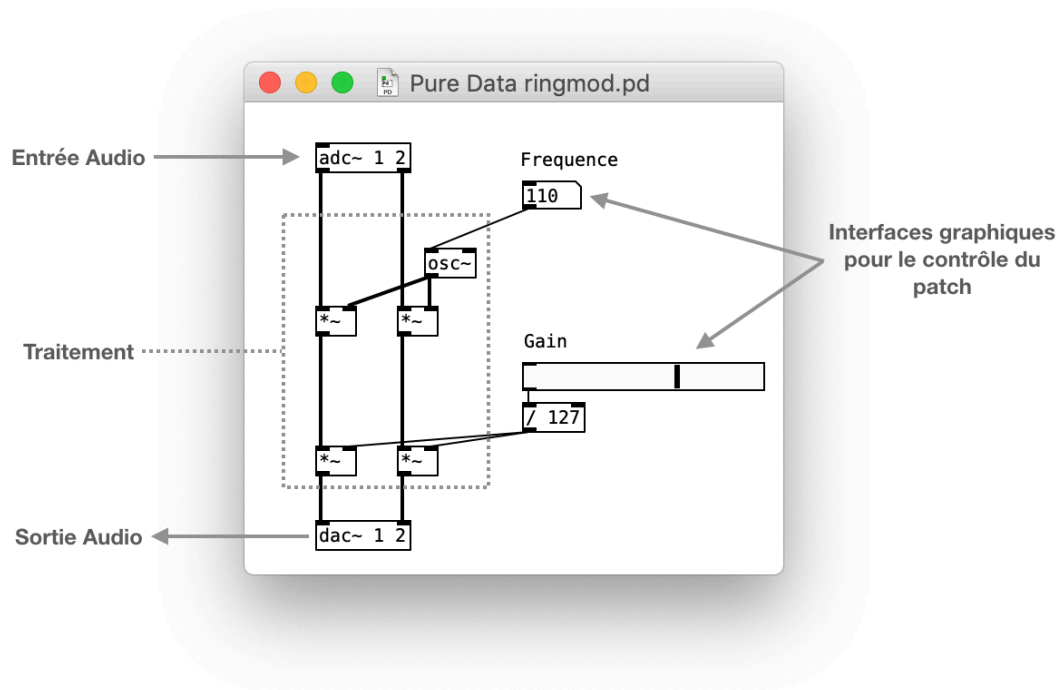 Pure Data ringmod.pd
Entrée Audio
adc~ 1 2
Frequence
110
Interfaces graphiques
pour le contrôle du
patch
osc~
*~
*~
Traitement
Gain
/ 127
*~
*~
Sortie Audio
dac~ 1 2